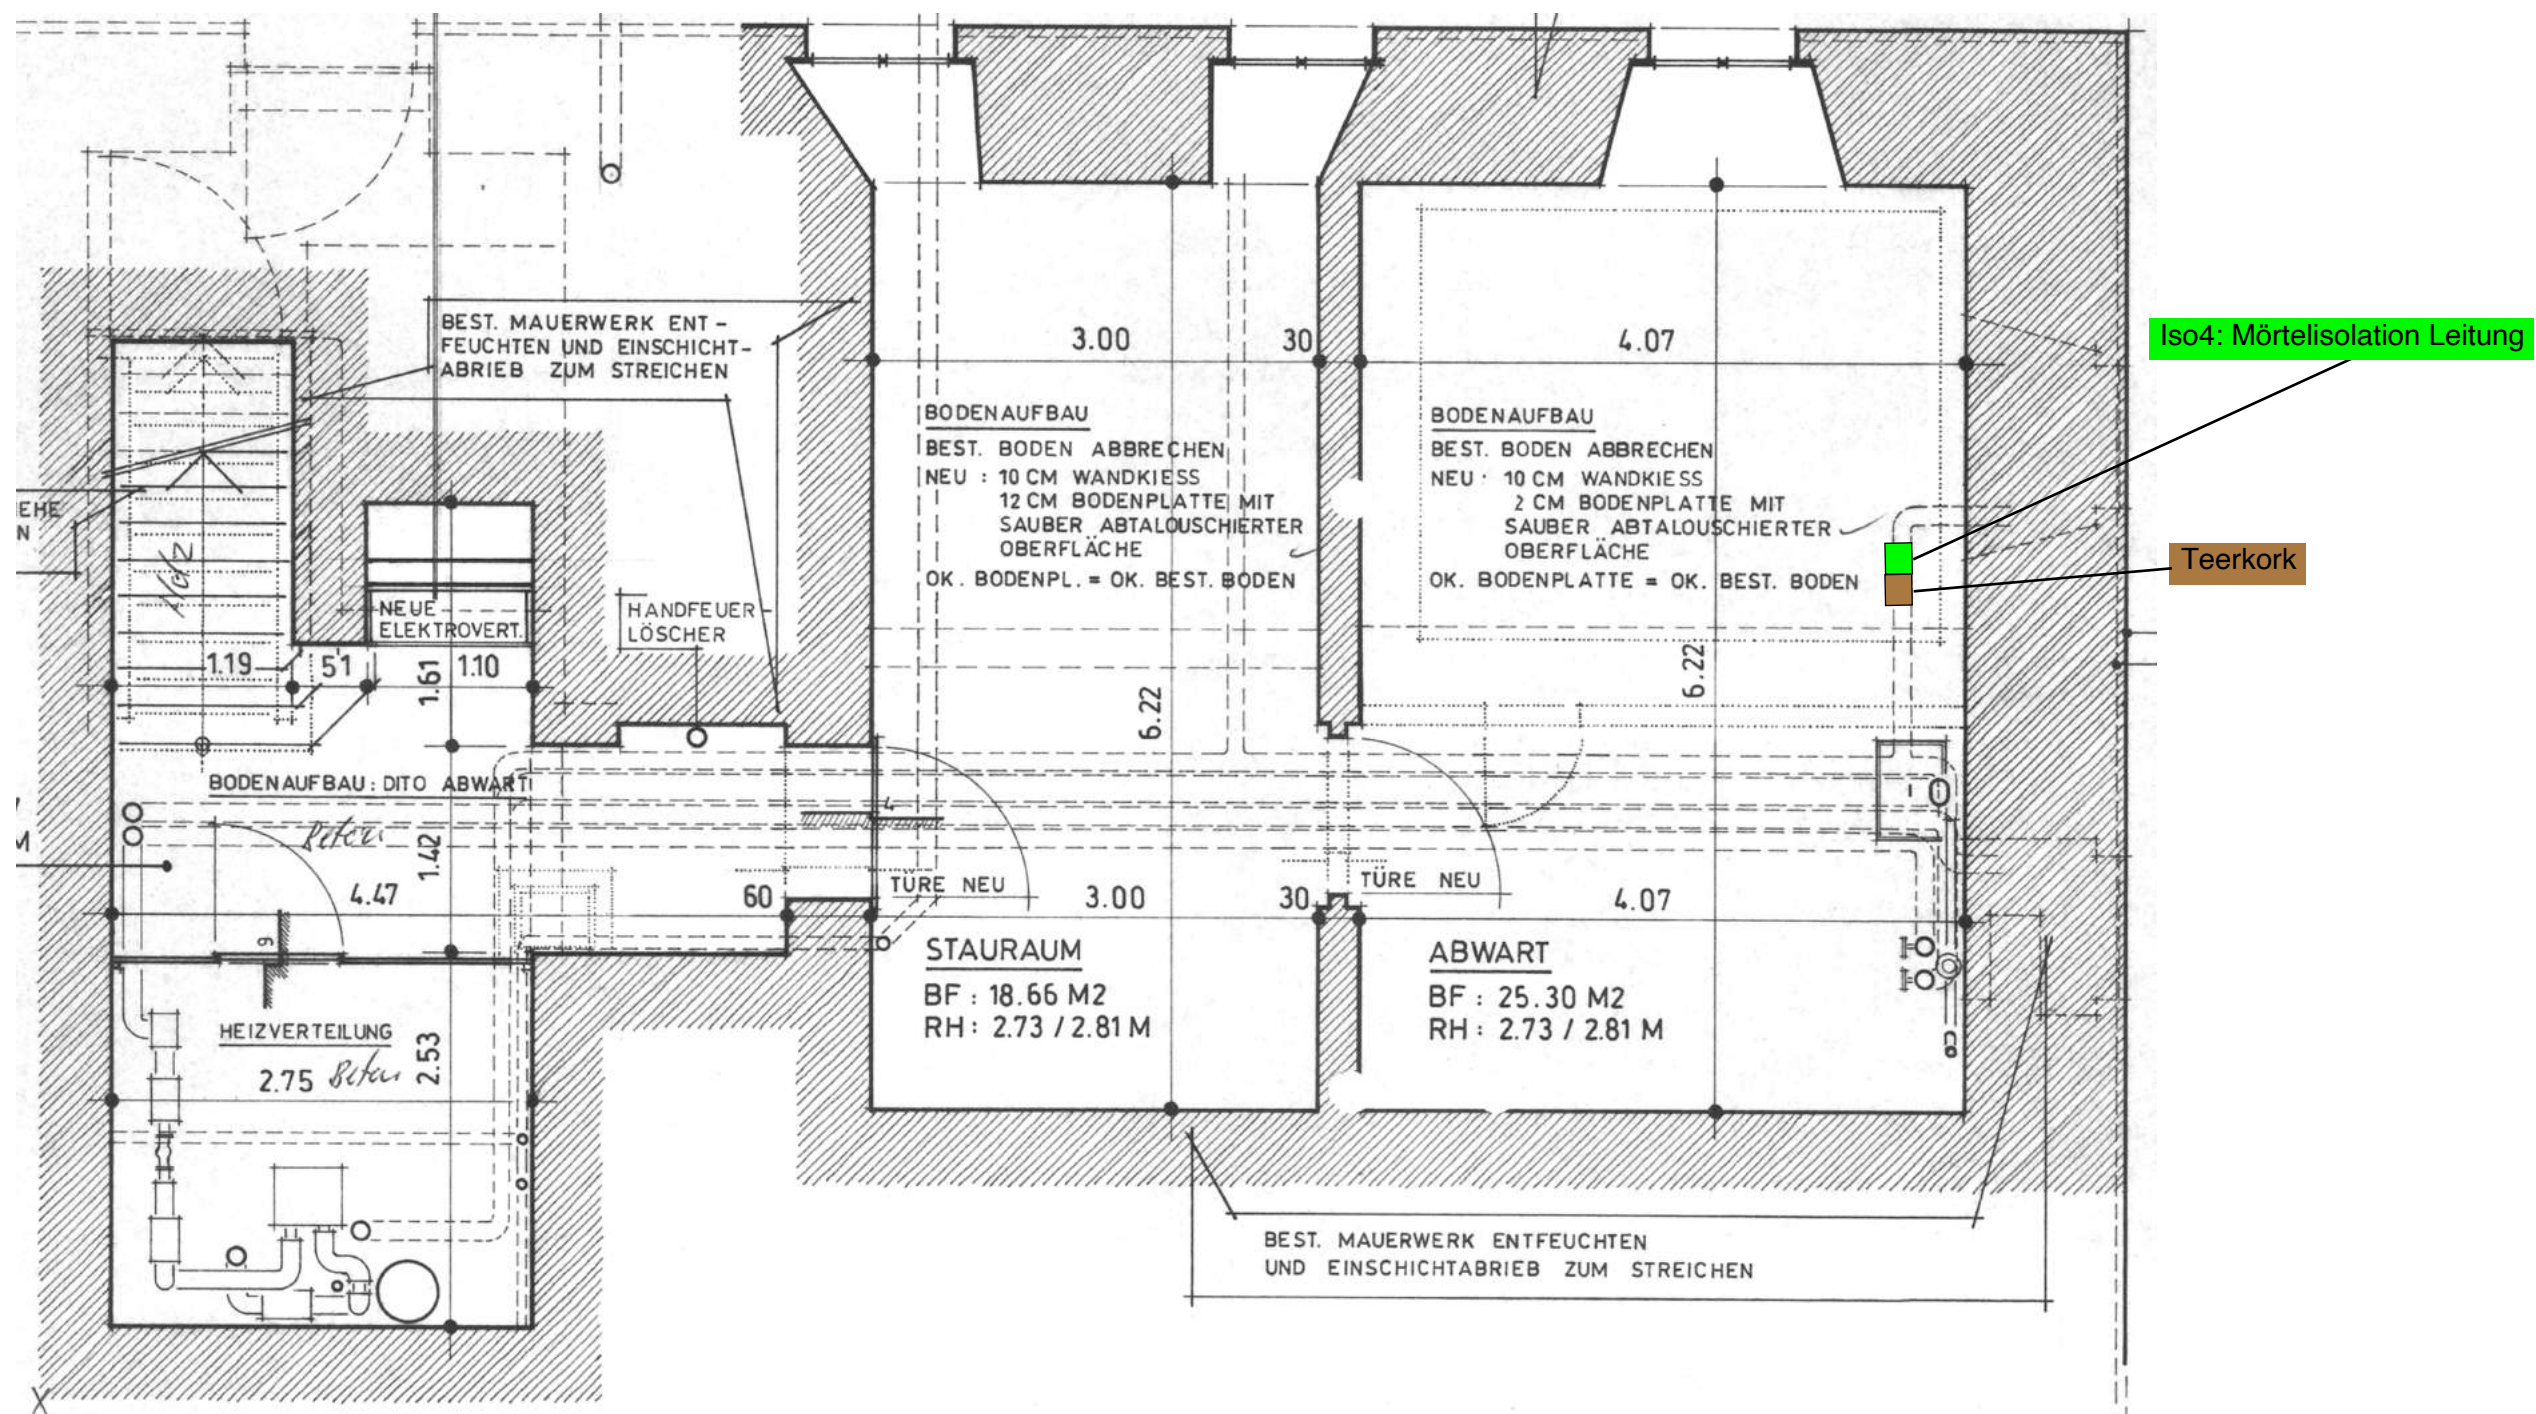 BEST. MAUERWERK ENT-
FEUCHTEN UND EINSCHICHT-
ABRIEB ZUM STREICHEN
3.00
30
4.07
Iso4: Mörtelisolation Leitung
BODENAUFBAU
BEST. BODEN ABBRECHEN
NEU : 10 CM WANDKIESS
12 CM BODENPLATTE MIT
SAUBER ABTALOUSCHIERTER
OBERFLÄCHE
OK. BODENPL. = OK. BEST. BODEN
BODENAUFBAU
BEST. BODEN ABBRECHEN
NEU : 10 CM WANDKIESS
2 CM BODENPLATTE MIT
SAUBER ABTALOUSCHIERTER
OBERFLÄCHE
OK. BODENPLATTE = OK. BEST. BODEN
Teerkork
EHE
N
Holz
NEUE
ELEKTROVERT.
HANDFEUER-
LÖSCHER
1.19
51
1.61
1.10
6.22
6.22
BODENAUFBAU: DITO ABWART
4
Beton
M
1.42
4.47
60
TÜRE NEU
3.00
30
TÜRE NEU
4.07
9
STAURAUM
BF : 18.66 M2
RH : 2.73 / 2.81 M
ABWART
BF : 25.30 M2
RH : 2.73 / 2.81 M
HEIZVERTEILUNG
2.75 Beton
2.53
BEST. MAUERWERK ENTFEUCHTEN
UND EINSCHICHTABRIEB ZUM STREICHEN